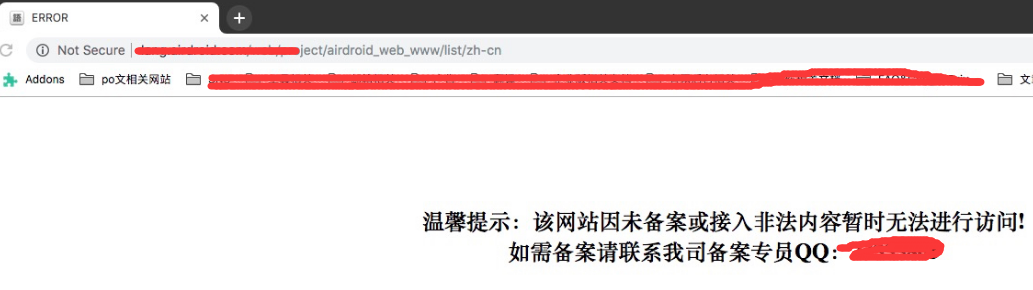 ERROR
Not Secure ject/airdroid_web_www/list/zh-cn
Addons po文相关网站 文
温馨提示：该网站因未备案或接入非法内容暂时无法进行访问!
如需备案请联系我司备案专员QQ：